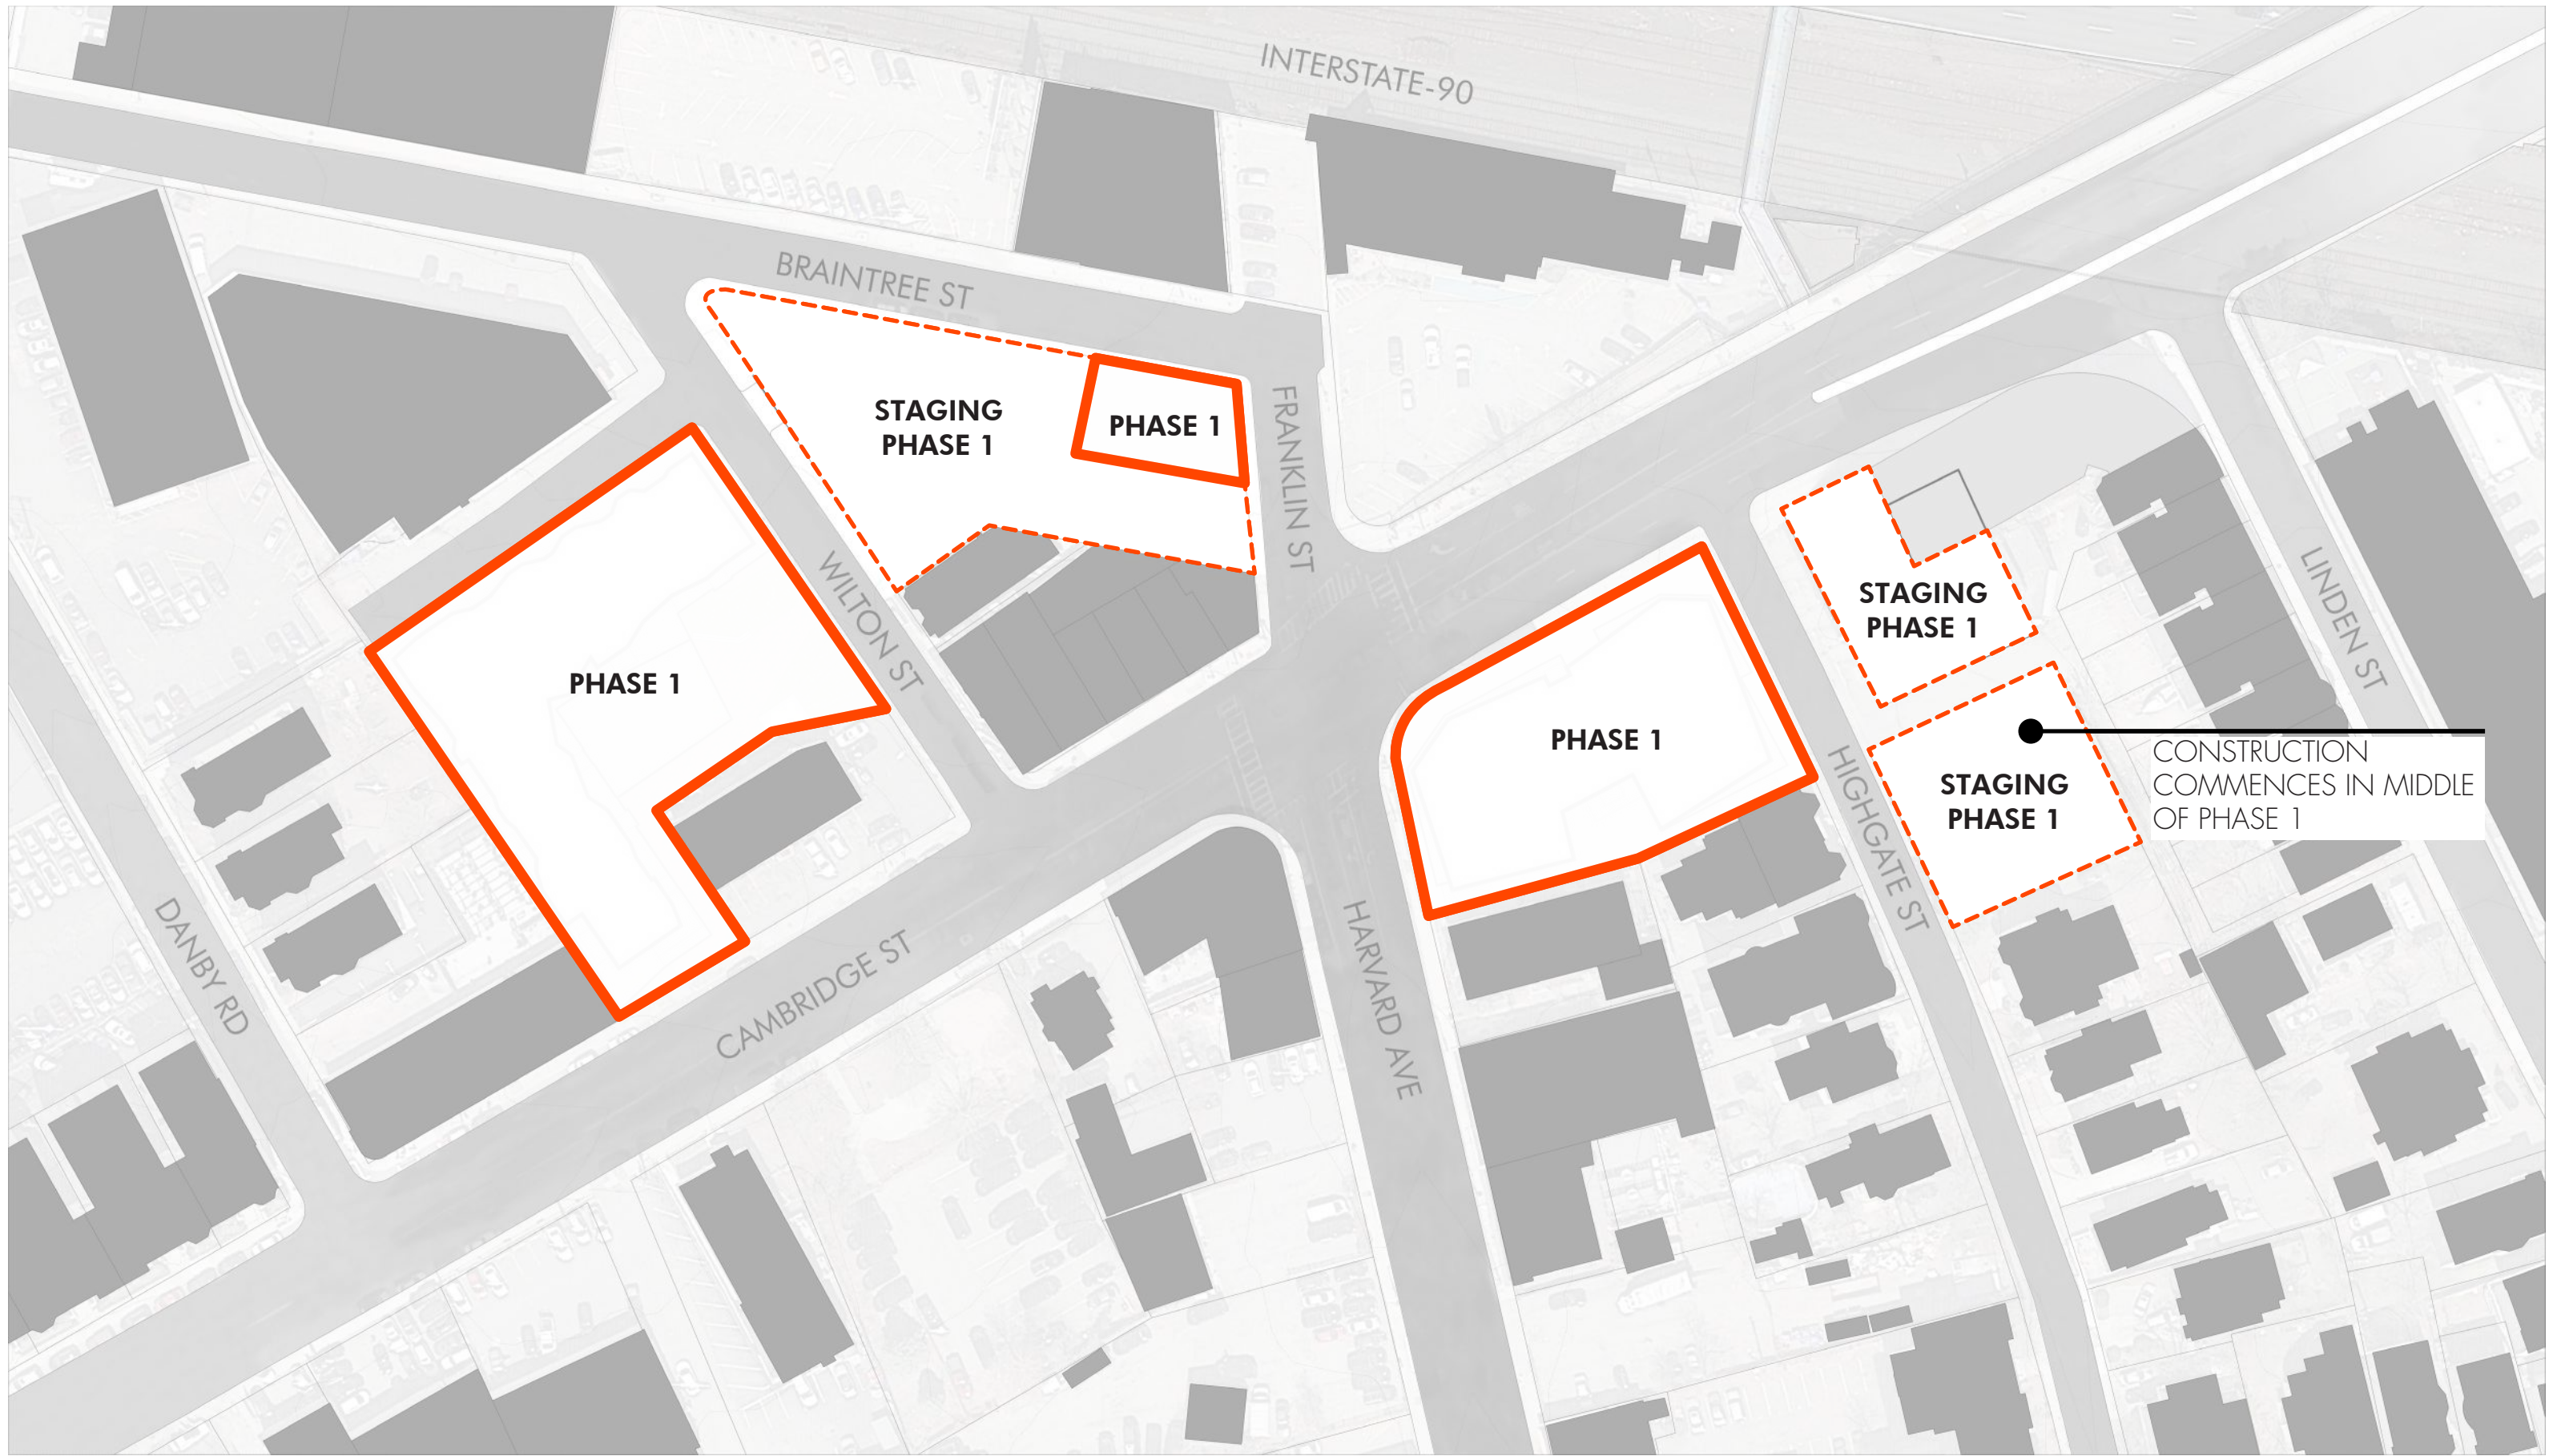 INTERSTATE-90
BRAINTREE ST
STAGING
PHASE 1
PHASE 1
FRANKLIN ST
WILTON ST
PHASE 1
PHASE 1
STAGING
PHASE 1
LINDEN ST
STAGING
PHASE 1
CONSTRUCTION
COMMENCES IN MIDDLE
OF PHASE 1
HIGHGATE ST
DANBY RD
CAMBRIDGE ST
HARVARD AVE